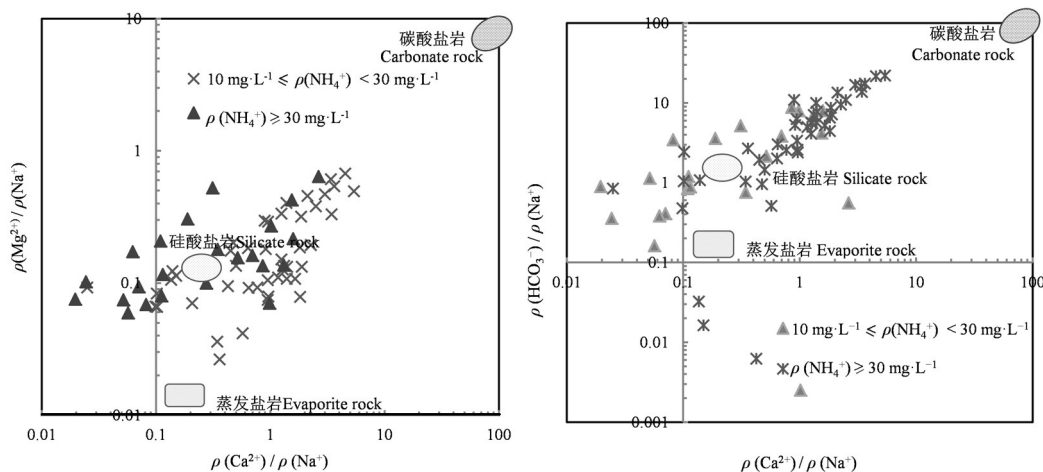 10
碳酸盐岩
Carbonate rock
× 10 mg·L⁻¹ ⩽ ρ(NH₄⁺) < 30 mg·L⁻¹
▲ ρ(NH₄⁺) ⩾ 30 mg·L⁻¹
1
硅酸盐岩Silicate rock
0.1
蒸发盐岩Evaporite rock
0.01
0.01 0.1 1 10 100
ρ(Mg²⁺)/ρ(Na⁺)
ρ(Ca²⁺)/ρ(Na⁺)
100
碳酸盐岩
Carbonate rock
10
1
硅酸盐岩 Silicate rock
蒸发盐岩 Evaporite rock
0.1
0.01 0.1 1 10 100
10 mg·L⁻¹ ⩽ ρ(NH₄⁺) < 30 mg·L⁻¹
0.01
ρ(NH₄⁺) ⩾ 30 mg·L⁻¹
0.001
ρ(HCO₃⁻)/ρ(Na⁺)
ρ(Ca²⁺)/ρ(Na⁺)